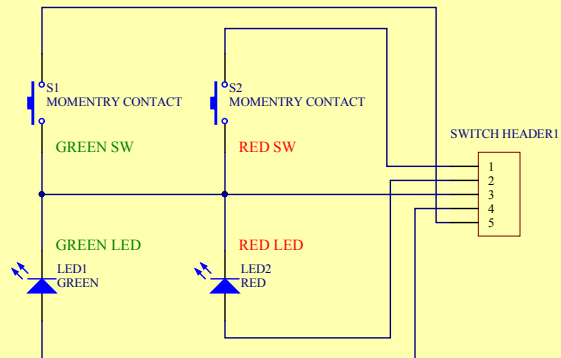 S1
MOMENTRY CONTACT
S2
MOMENTRY CONTACT
GREEN SW
RED SW
SWITCH HEADER1
1
2
3
4
5
GREEN LED
RED LED
LED1
GREEN
LED2
RED